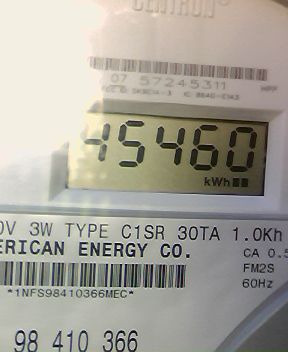 CENTRON
07 57245311
45460
kWh
0V 3W TYPE C1SR 30TA 1.0Kh
ERICAN ENERGY CO.
CA 0.5
FM2S
60Hz
*1NFS98410366MEC*
98 410 366